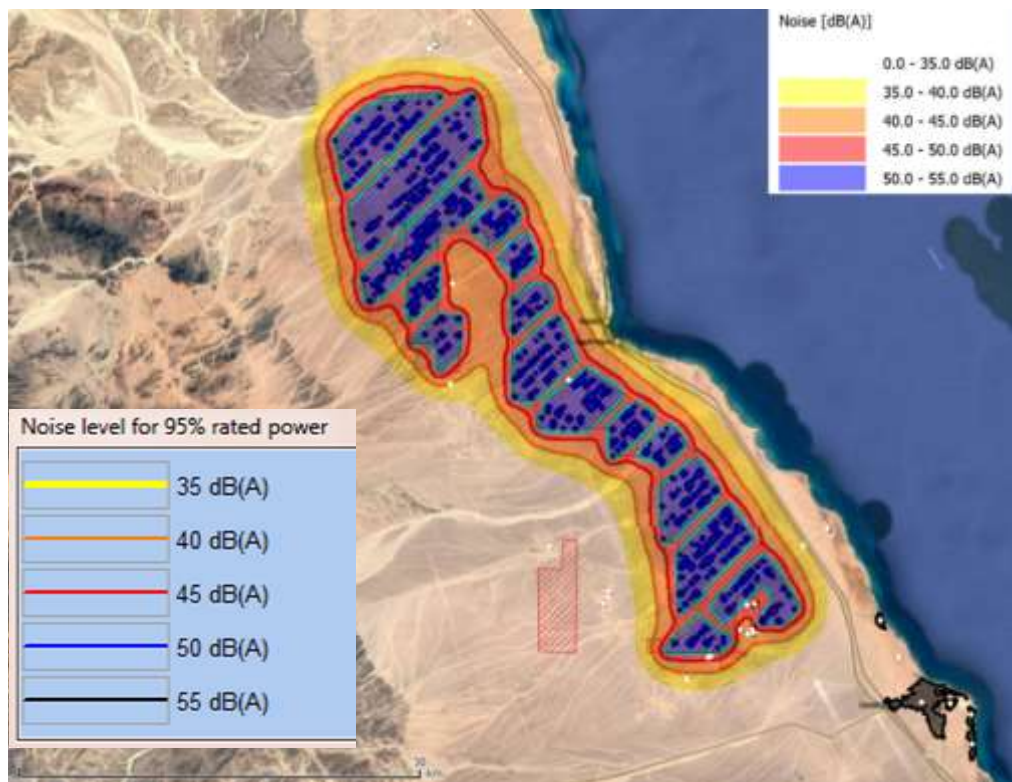 Noise [dB(A)]
0.0 - 35.0 dB(A)
35.0 - 40.0 dB(A)
40.0 - 45.0 dB(A)
45.0 - 50.0 dB(A)
50.0 - 55.0 dB(A)
Noise level for 95% rated power
35 dB(A)
40 dB(A)
45 dB(A)
50 dB(A)
55 dB(A)
km